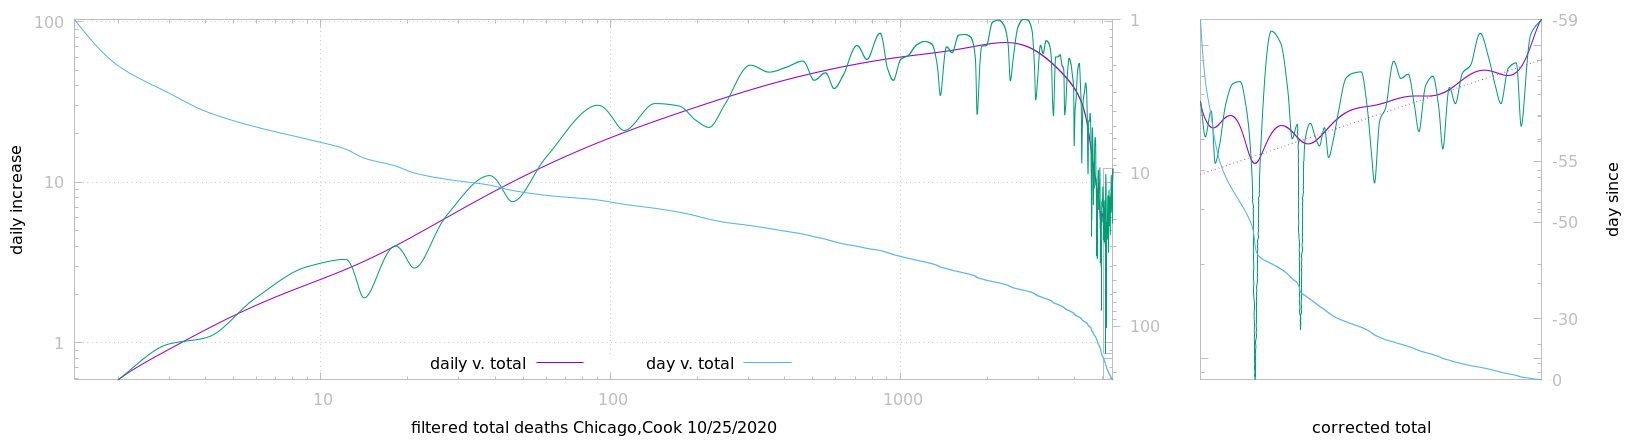 100
10
1
daily increase
10
100
1000
filtered total deaths Chicago,Cook 10/25/2020
daily v. total
day v. total
1
10
100
-59
-55
-50
-30
0
day since
corrected total